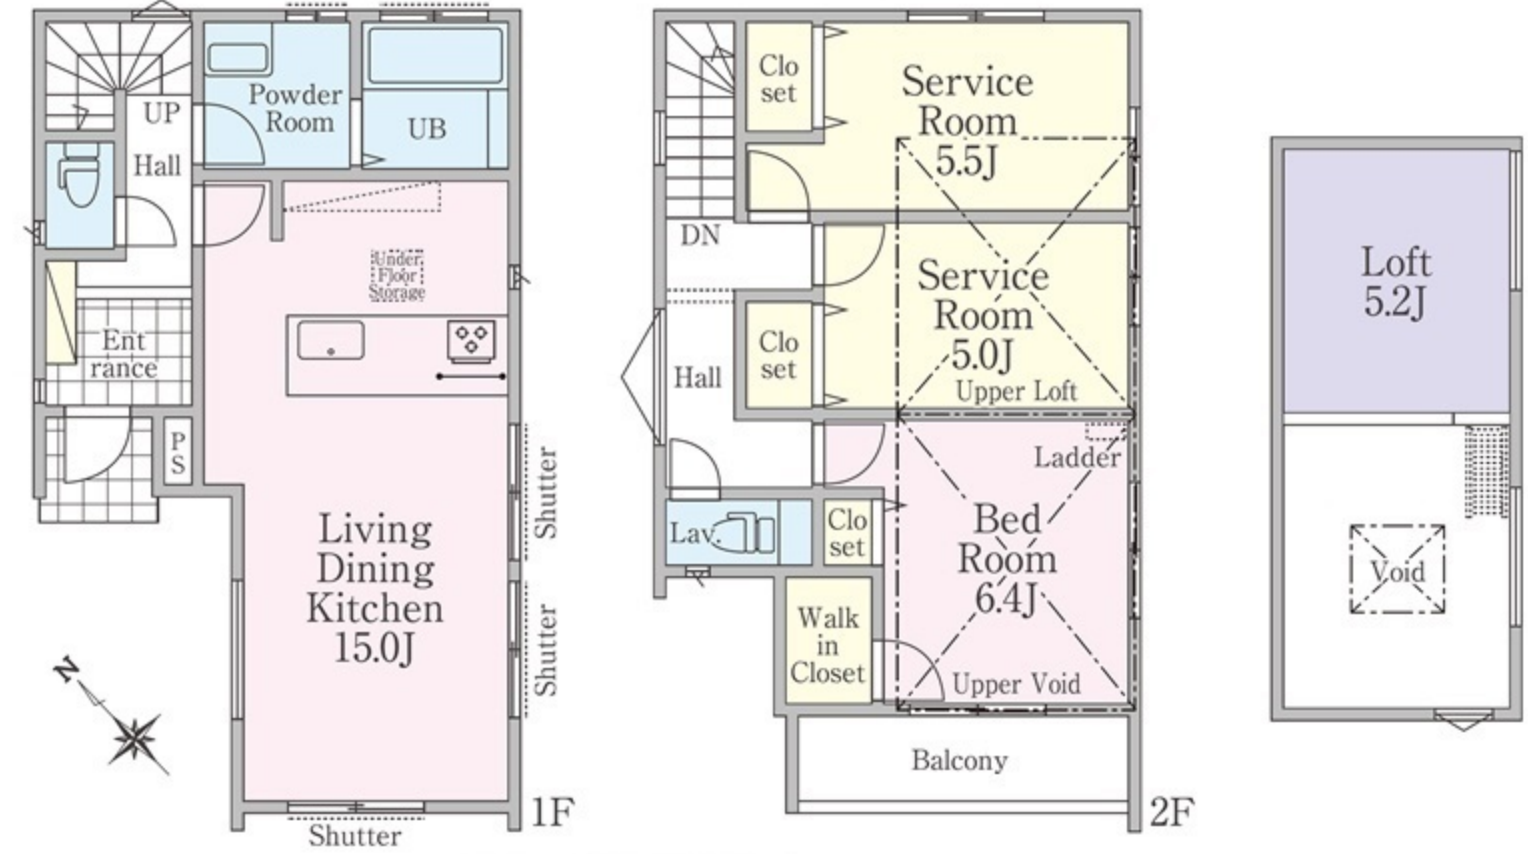 UP
Powder
Room
UB
Hall
Under
Floor
Storage
Ent
rance
P
S
Living
Dining
Kitchen
15.0J
Shutter
Shutter
Shutter
N
1F
Clo
set
Service
Room
5.5J
DN
Service
Room
5.0J
Clo
set
Hall
Upper Loft
Ladder
Lav.
Clo
set
Bed
Room
6.4J
Walk
in
Closet
Upper Void
Balcony
2F
Loft
5.2J
Void